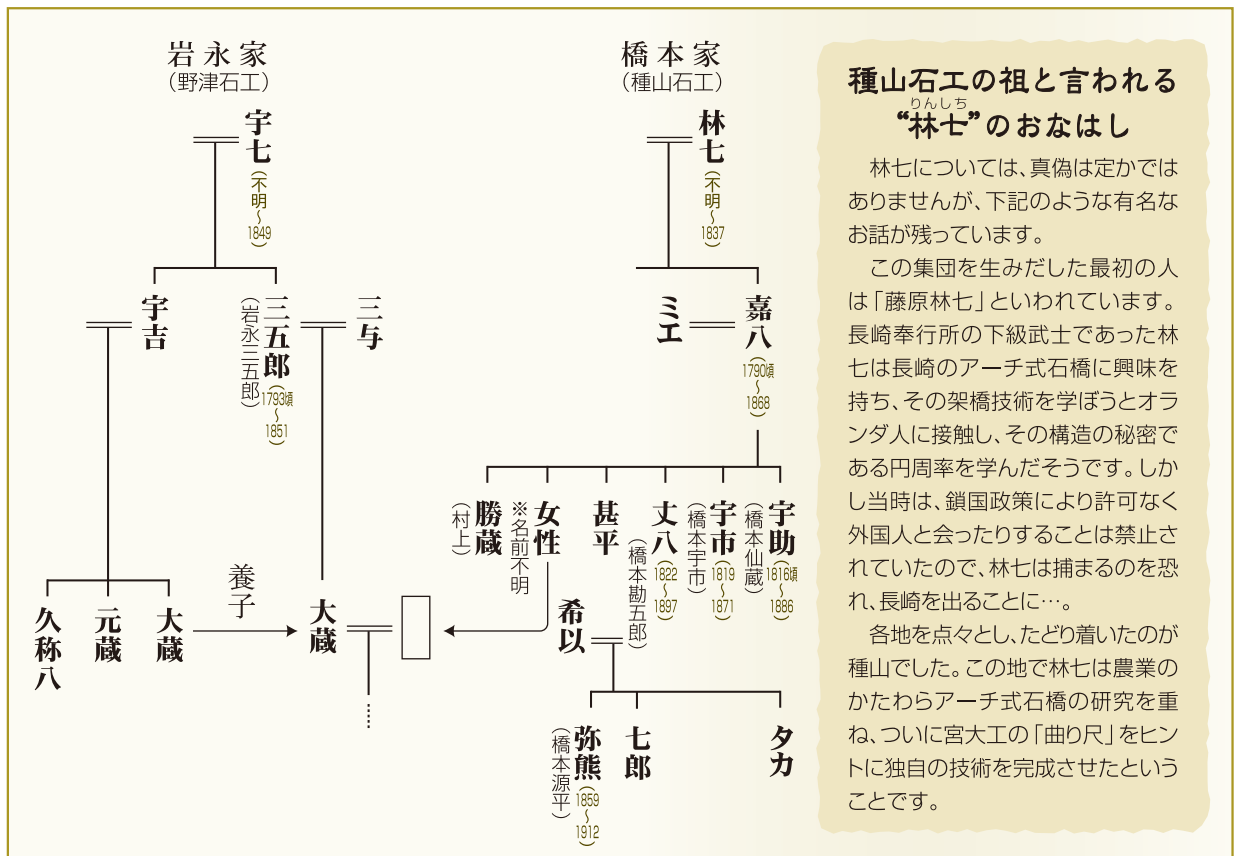 岩永家
（野津石工）
宇七
（不明～1849）
宇吉
三五郎
（岩永三五郎）
（1793頃～1851）
三与
久称八
元蔵
大蔵
養子
大蔵
橋本家
（種山石工）
林七
（不明～1837）
ミエ
嘉八
（1790頃～1868）
勝蔵
（村上）
女性
※名前不明
甚平
丈八
（橋本勘五郎）
（1822～1897）
宇市
（橋本宇市）
（1819～1871）
宇助
（橋本仙蔵）
（1816頃～1886）
希以
弥熊
（橋本源平）
（1859～1912）
七郎
タカ
種山石工の祖と言われる
りんしち
“林七”のおなはし
林七については、真偽は定かでは
ありませんが、下記のような有名な
お話が残っています。
この集団を生みだした最初の人
は「藤原林七」といわれています。
長崎奉行所の下級武士であった林
七は長崎のアーチ式石橋に興味を
持ち、その架橋技術を学ぼうとオラ
ンダ人に接触し、その構造の秘密で
ある円周率を学んだそうです。しか
し当時は、鎖国政策により許可なく
外国人と会ったりすることは禁止さ
れていたので、林七は捕まるのを恐
れ、長崎を出ることに…。
各地を点々とし、たどり着いたのが
種山でした。この地で林七は農業の
かたわらアーチ式石橋の研究を重
ね、ついに宮大工の「曲り尺」をヒン
トに独自の技術を完成させたという
ことです。